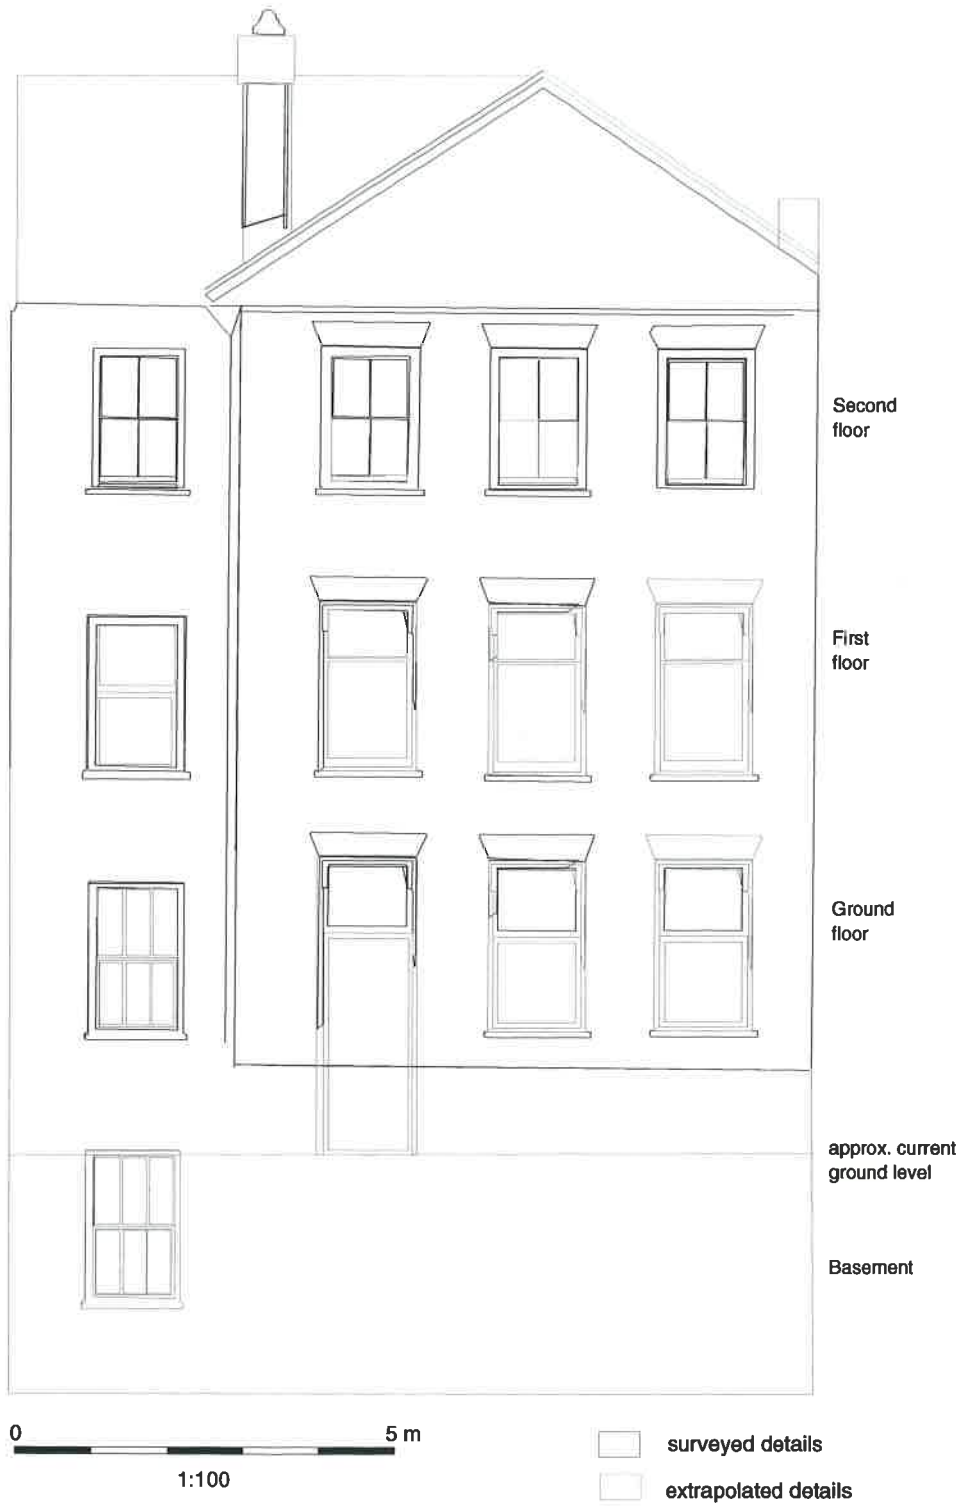 Second
floor
First
floor
Ground
floor
approx. current
ground level
Basement
0 5 m
1:100
surveyed details
extrapolated details